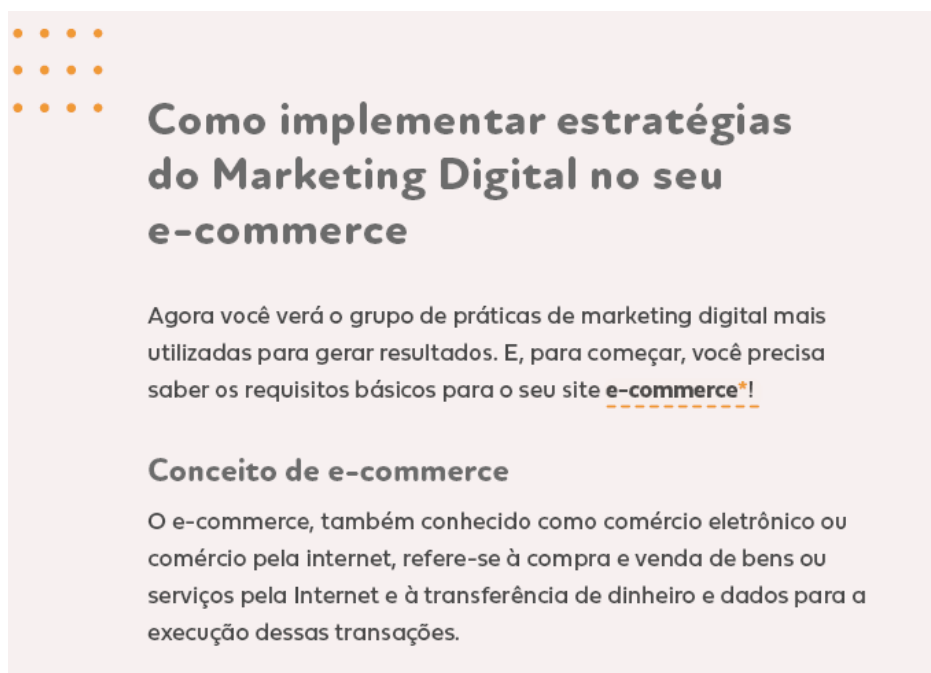 Como implementar estratégias
do Marketing Digital no seu
e-commerce
Agora você verá o grupo de práticas de marketing digital mais
utilizadas para gerar resultados. E, para começar, você precisa
saber os requisitos básicos para o seu site e-commerce*!
Conceito de e-commerce
O e-commerce, também conhecido como comércio eletrônico ou
comércio pela internet, refere-se à compra e venda de bens ou
serviços pela Internet e à transferência de dinheiro e dados para a
execução dessas transações.